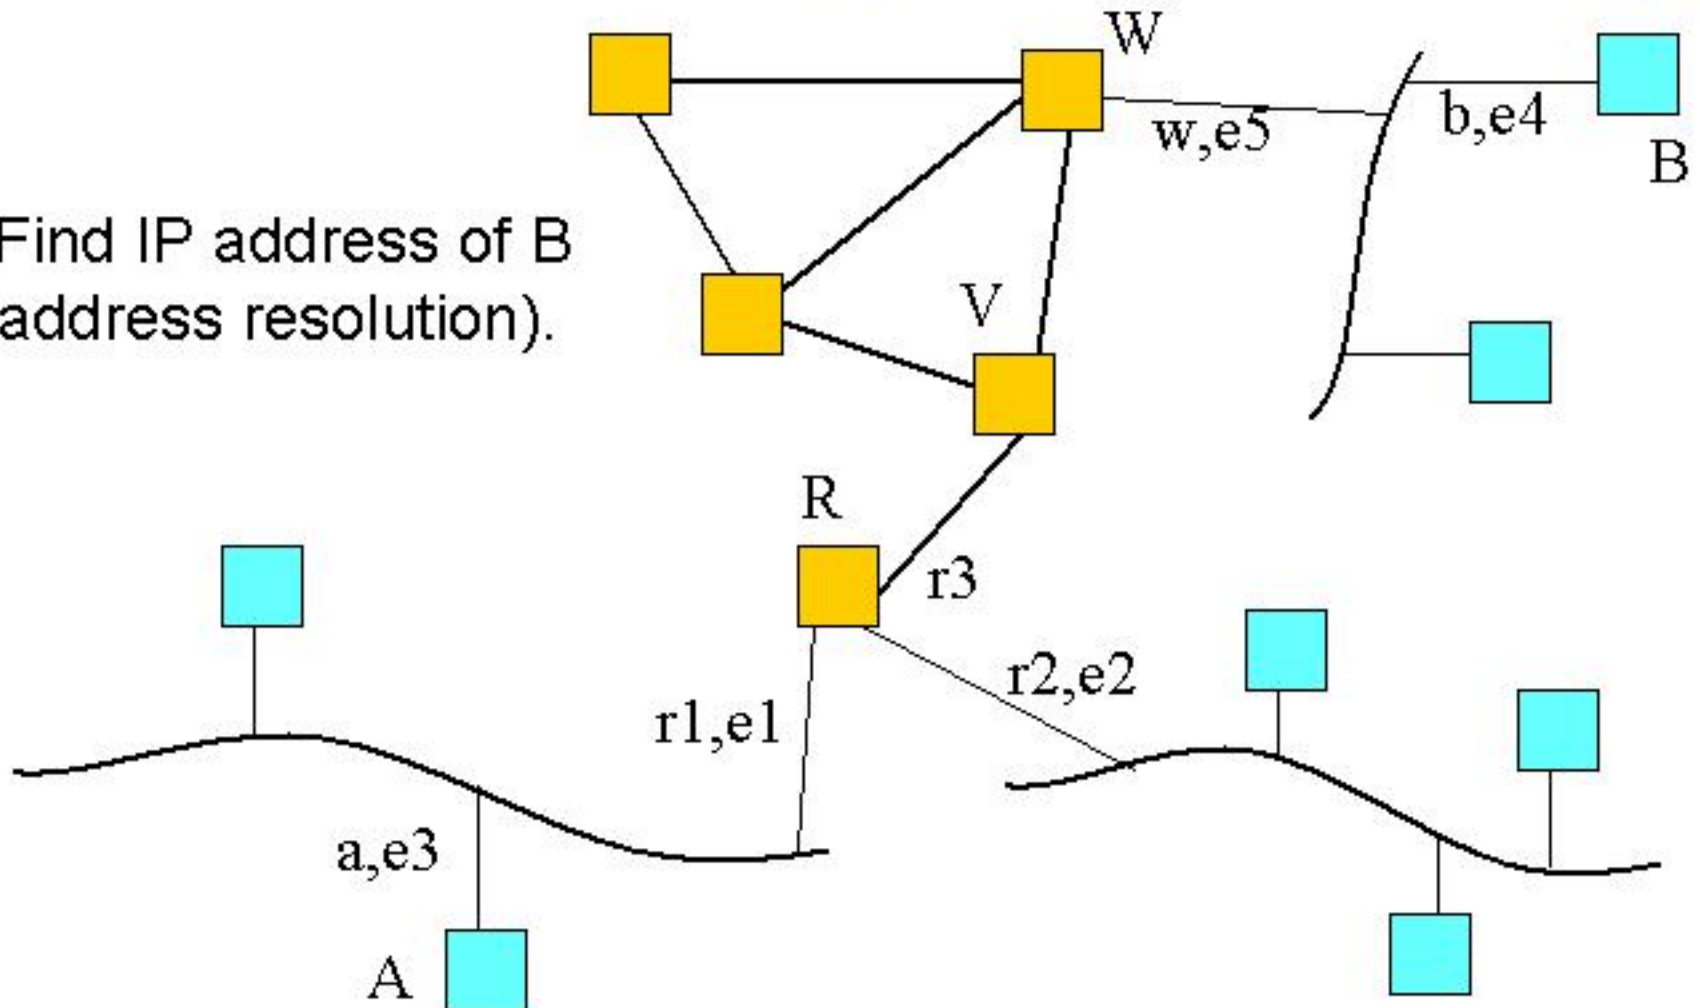 W
w,e5
b,e4
B
Find IP address of B
address resolution).
V
R
r3
r2,e2
r1,e1
a,e3
A